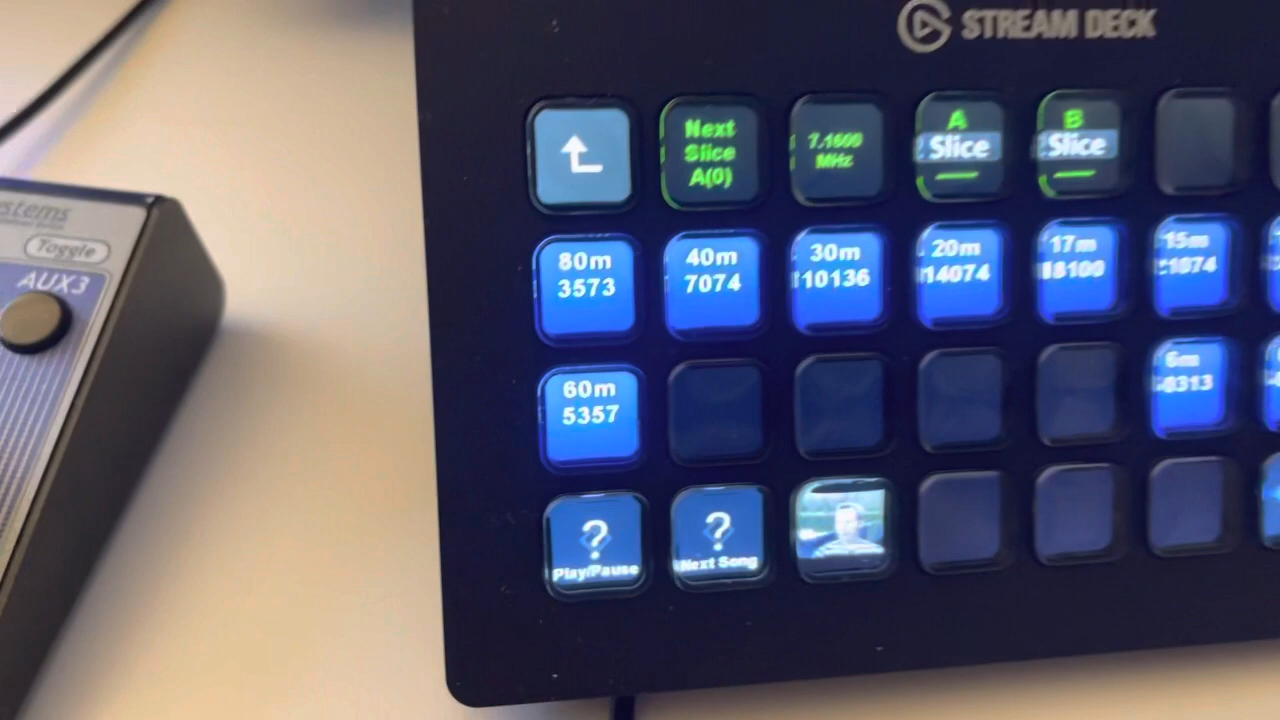 STREAM DECK
stems
Toggle
AUX3
Next
Slice
A(0)
7.1600
MHz
A
Slice
B
Slice
80m
3573
40m
7074
30m
10136
20m
14074
17m
18100
15m
60m
5357
6m
Play/Pause
Next Song